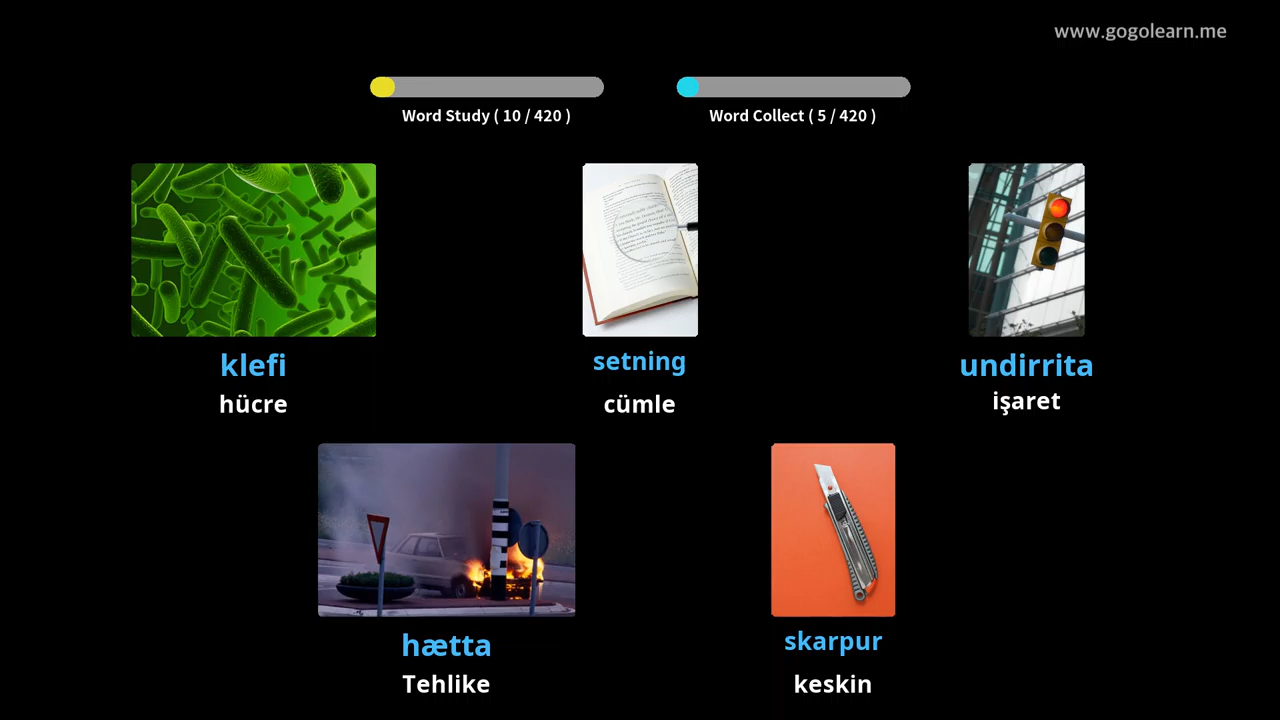 www.gogolearn.me
Word Study ( 10 / 420 )
Word Collect ( 5 / 420 )
klefi
hücre
setning
cümle
undirrita
işaret
hætta
Tehlike
skarpur
keskin